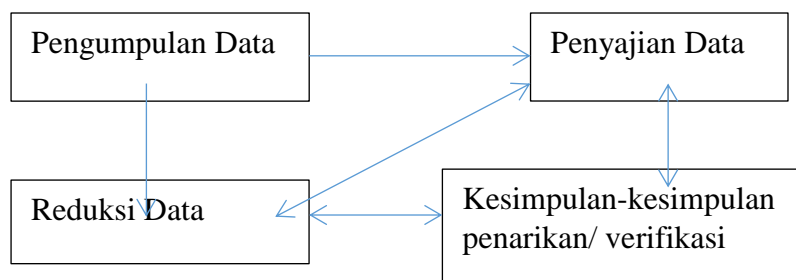 Pengumpulan Data
Penyajian Data
Reduksi Data
Kesimpulan-kesimpulan
penarikan/ verifikasi